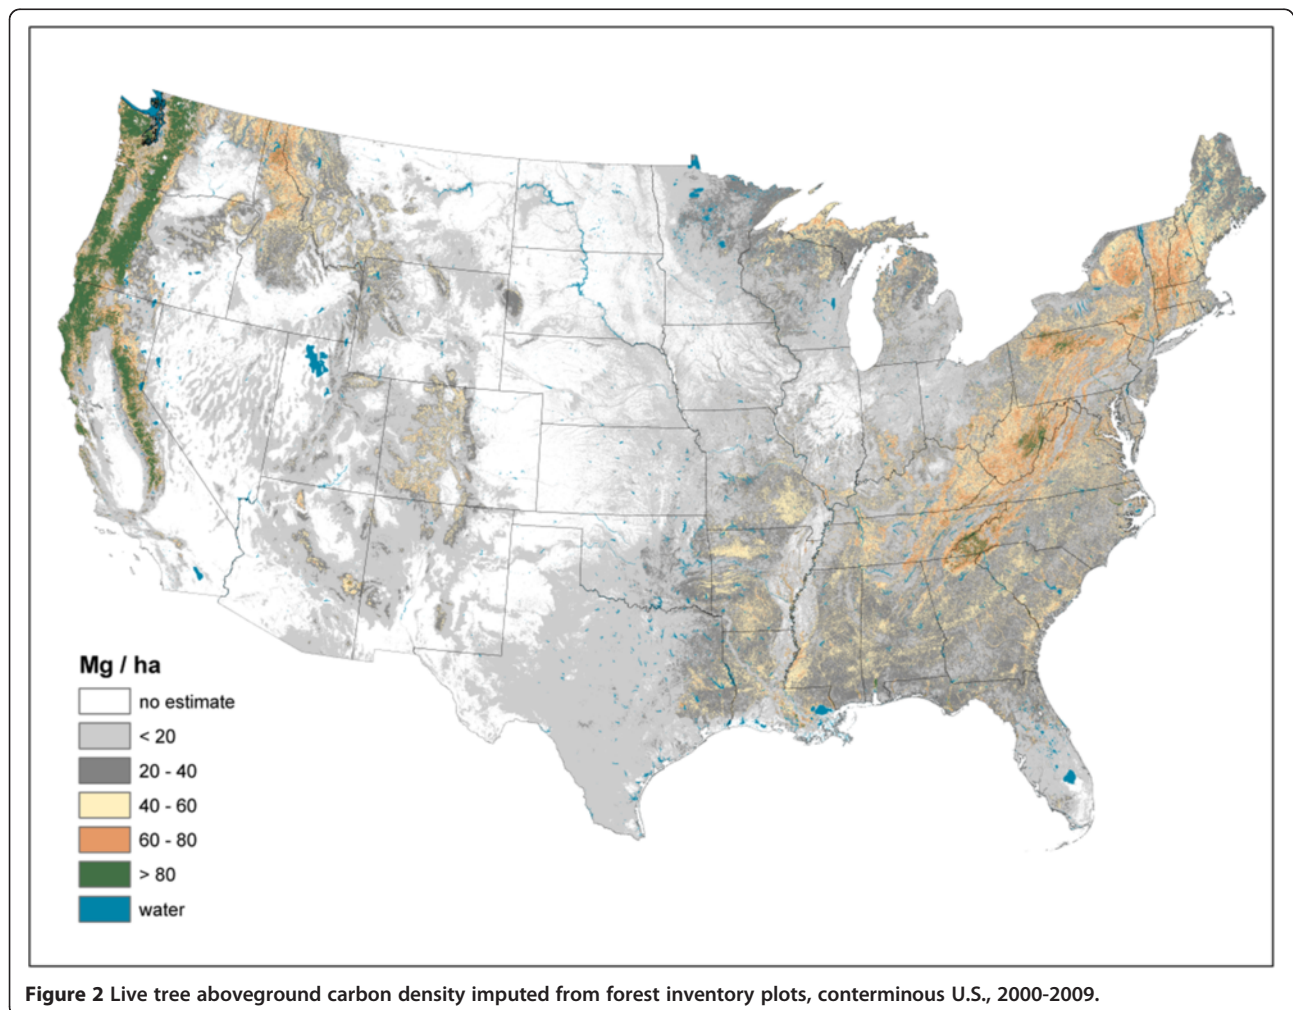 Mg / ha
no estimate
< 20
20 - 40
40 - 60
60 - 80
> 80
water
Figure 2 Live tree aboveground carbon density imputed from forest inventory plots, conterminous U.S., 2000-2009.